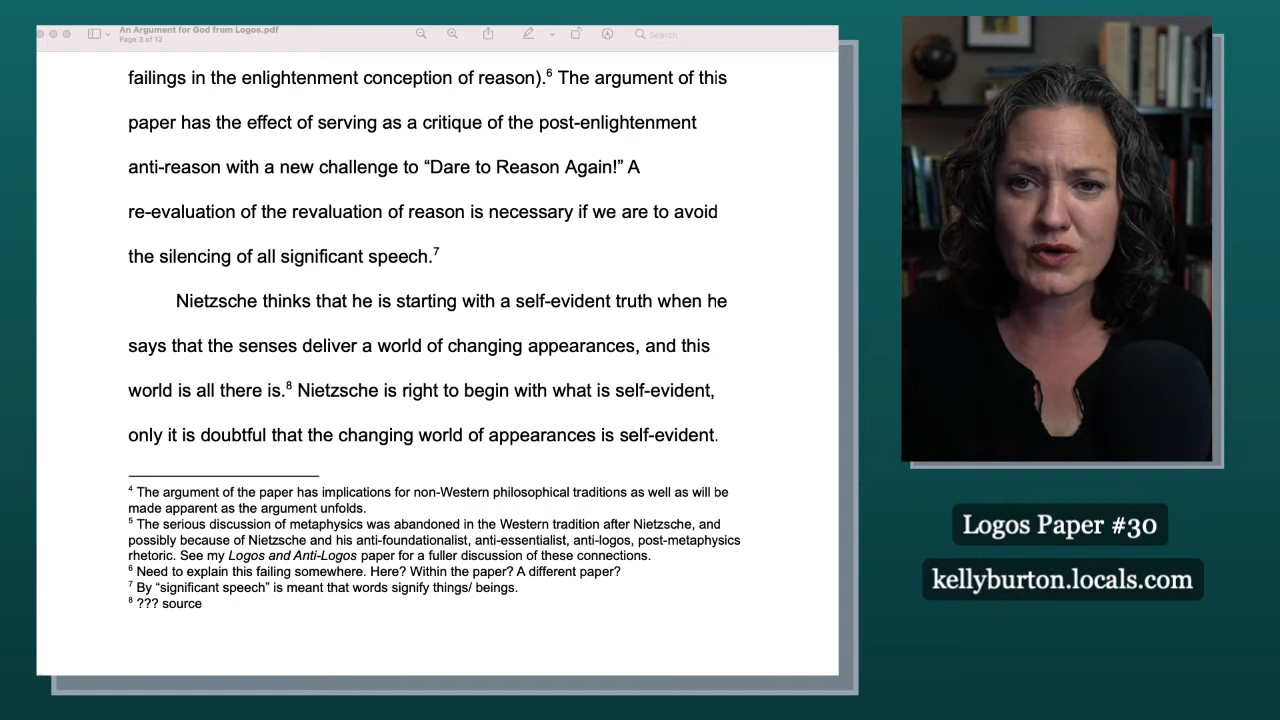 An Argument for God from Logos.pdf
Page 3 of 12
Search
failings in the enlightenment conception of reason).⁶ The argument of this
paper has the effect of serving as a critique of the post-enlightenment
anti-reason with a new challenge to “Dare to Reason Again!” A
re-evaluation of the revaluation of reason is necessary if we are to avoid
the silencing of all significant speech.⁷
Nietzsche thinks that he is starting with a self-evident truth when he
says that the senses deliver a world of changing appearances, and this
world is all there is.⁸ Nietzsche is right to begin with what is self-evident,
only it is doubtful that the changing world of appearances is self-evident.
⁴ The argument of the paper has implications for non-Western philosophical traditions as well as will be
made apparent as the argument unfolds.
⁵ The serious discussion of metaphysics was abandoned in the Western tradition after Nietzsche, and
possibly because of Nietzsche and his anti-foundationalist, anti-essentialist, anti-logos, post-metaphysics
rhetoric. See my Logos and Anti-Logos paper for a fuller discussion of these connections.
⁶ Need to explain this failing somewhere. Here? Within the paper? A different paper?
⁷ By “significant speech” is meant that words signify things/ beings.
⁸ ??? source
Logos Paper #30
kellyburton.locals.com